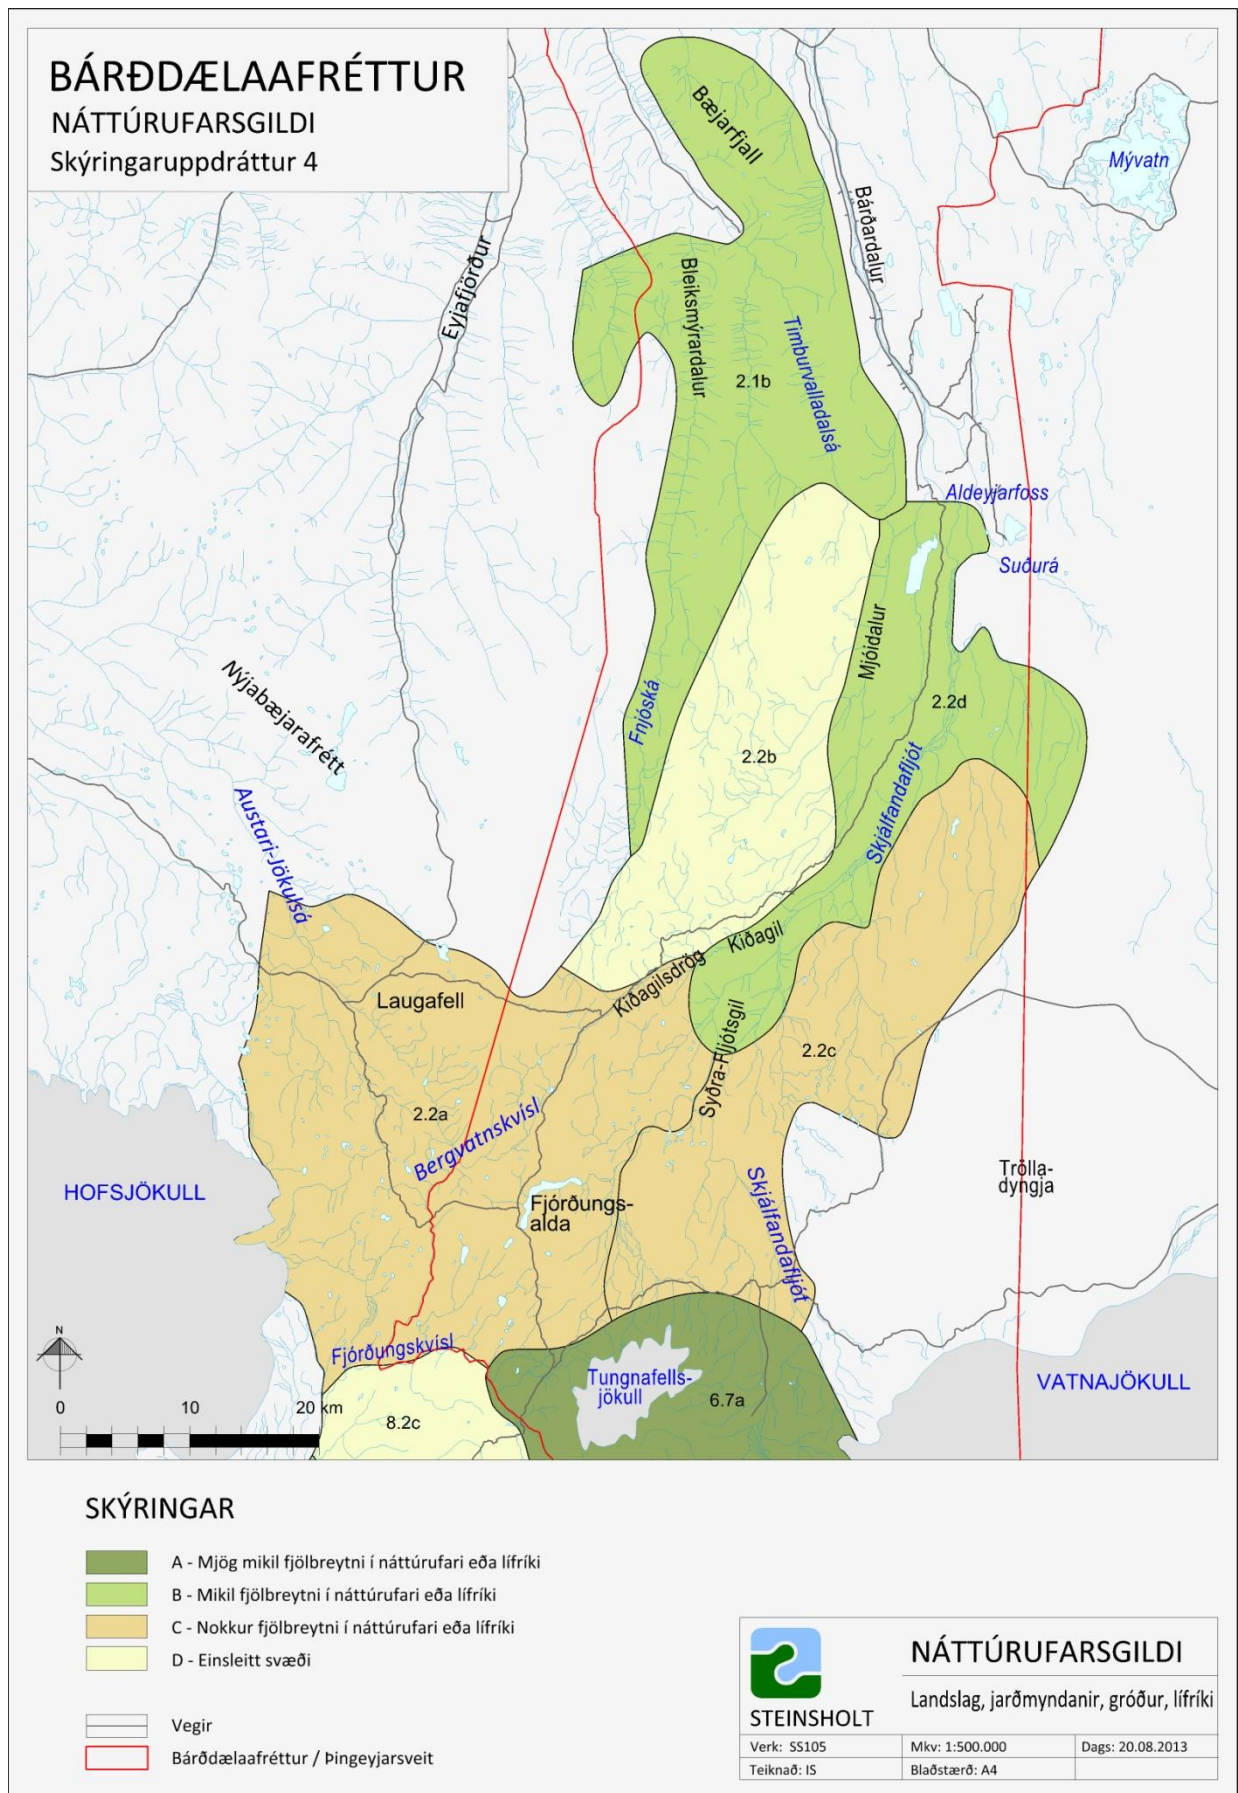 BÁRÐDÆLAAFRÉTTUR
NÁTTÚRUFARSGILDI
Skýringaruppdráttur 4
Bæjarfjall
Mývatn
Bárðardalur
Eyjafjörður
Bleiksmýrardalur
Timburvalladalsá
2.1b
Aldeyjarfoss
Suðurá
Mjóidalur
Nýjabæjarafrétt
Fnjóská
2.2d
2.2b
Austari-Jökulsá
Skjálfandafljót
Kiðagil
Kiðagilsdrög
Laugafell
Syðra-Fljótsgil
2.2c
2.2a
Bergvatnskvísl
Trölla-
dyngja
HOFSJÖKULL
Fjórðungs-
alda
Skjálfandafljót
N
Fjórðungskvísl
Tungnafells-
jökull
VATNAJÖKULL
6.7a
0 10 20 km
8.2c
SKÝRINGAR
A - Mjög mikil fjölbreytni í náttúrufari eða lífríki
B - Mikil fjölbreytni í náttúrufari eða lífríki
C - Nokkur fjölbreytni í náttúrufari eða lífríki
D - Einsleitt svæði
Vegir
Bárðdælaafréttur / Þingeyjarsveit
STEINSHOLT
NÁTTÚRUFARSGILDI
Landslag, jarðmyndanir, gróður, lífríki
Verk: SS105
Mkv: 1:500.000
Dags: 20.08.2013
Teiknað: IS
Blaðstærð: A4